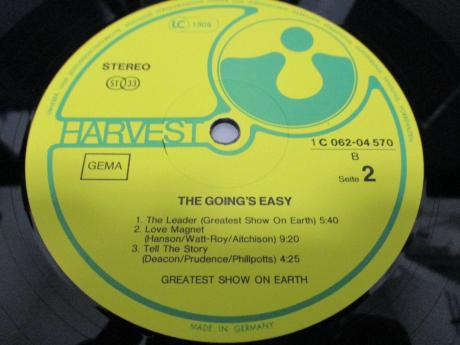 LC 1908
STEREO
ST 33
HARVEST
GEMA
1 C 062-04 570
B
Seite 2
THE GOING'S EASY
1. The Leader (Greatest Show On Earth) 5:40
2. Love Magnet
(Hanson/Watt-Roy/Aitchison) 9:20
3. Tell The Story
(Deacon/Prudence/Phillpotts) 4:25
GREATEST SHOW ON EARTH
MADE IN GERMANY